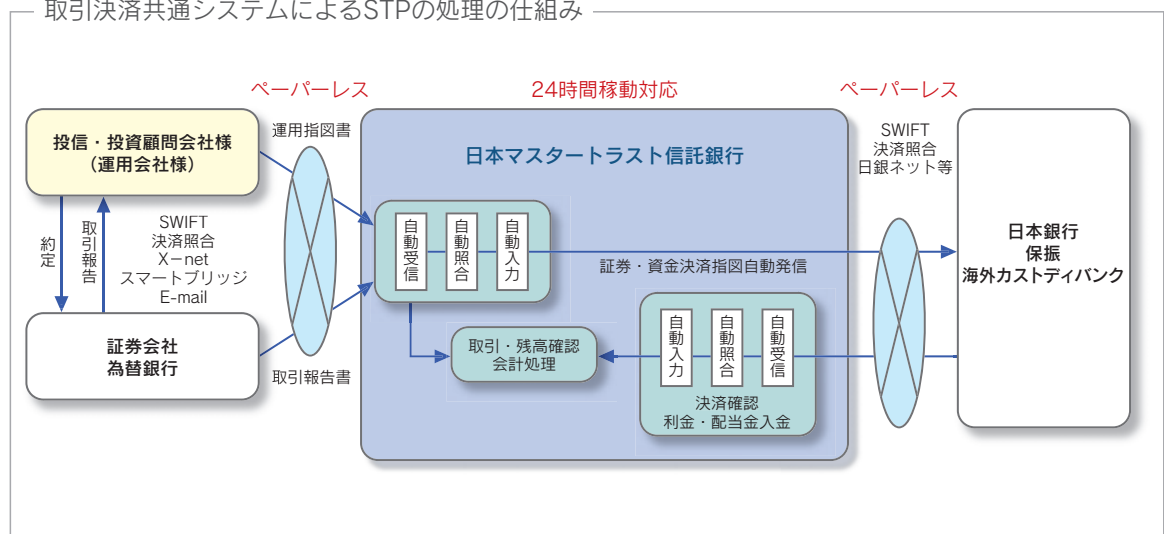 取引決済共通システムによるSTPの処理の仕組み
ペーパーレス
24時間稼動対応
ペーパーレス
投信・投資顧問会社様
（運用会社様）
運用指図書
日本マスタートラスト信託銀行
SWIFT
決済照合
日銀ネット等
約定
取引報告
SWIFT
決済照合
X－net
スマートブリッジ
E-mail
自動受信
自動照合
自動入力
証券・資金決済指図自動発信
日本銀行
保振
海外カストディバンク
証券会社
為替銀行
取引報告書
取引・残高確認
会計処理
自動入力
自動照合
自動受信
決済確認
利金・配当金入金